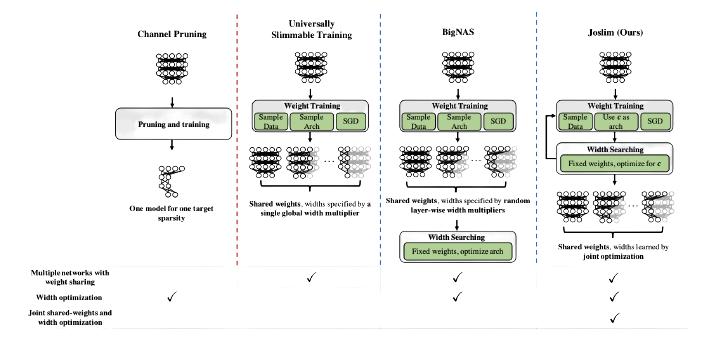 Channel Pruning
Pruning and training
One model for one target
sparsity
Universally
Slimmable Training
Weight Training
Sample
Data
Sample
Arch
SGD
...
Shared weights, widths specified by a
single global width multiplier
BigNAS
Weight Training
Sample
Data
Sample
Arch
SGD
...
Shared weights, widths specified by random
layer-wise width multipliers
Width Searching
Fixed weights, optimize arch
Joslim (Ours)
Weight Training
Sample
Data
Use c as
arch
SGD
Width Searching
Fixed weights, optimize for c
...
Shared weights, widths learned by
joint optimization
Multiple networks with
weight sharing
✓ ✓ ✓
Width optimization
✓ ✓ ✓
Joint shared-weights and
width optimization
✓